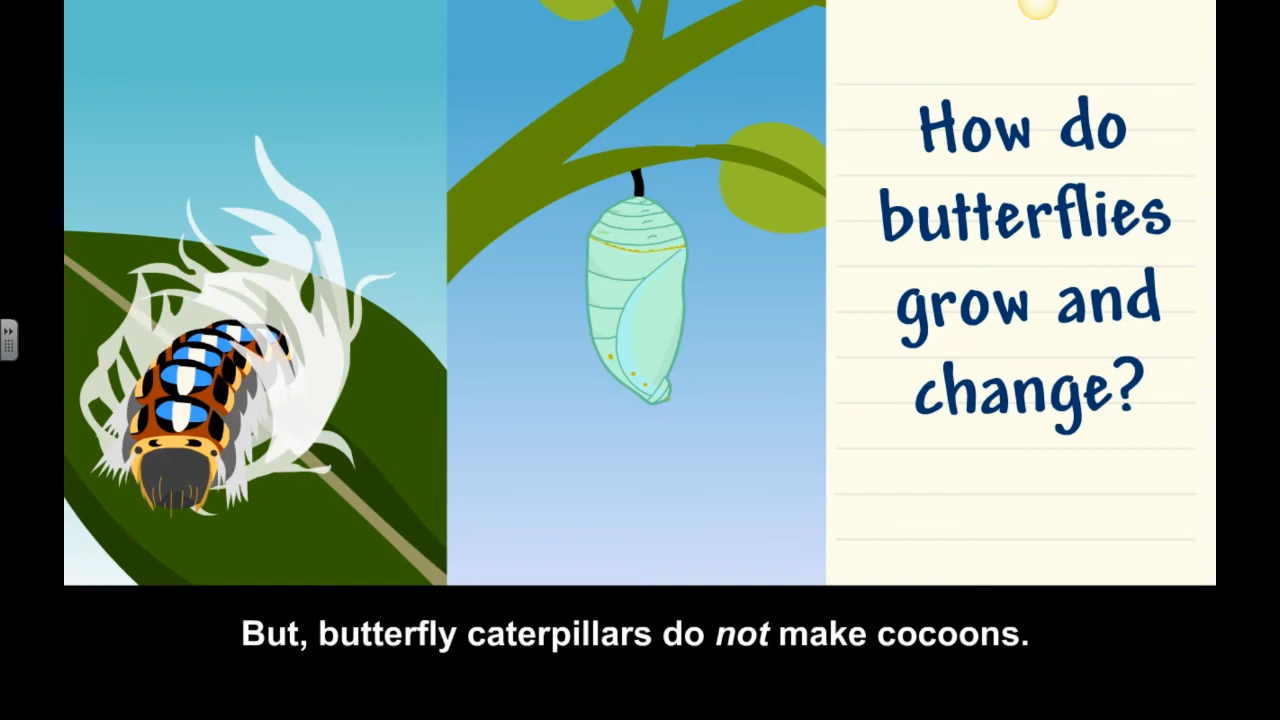 How do
butterflies
grow and
change?
But, butterfly caterpillars do not make cocoons.